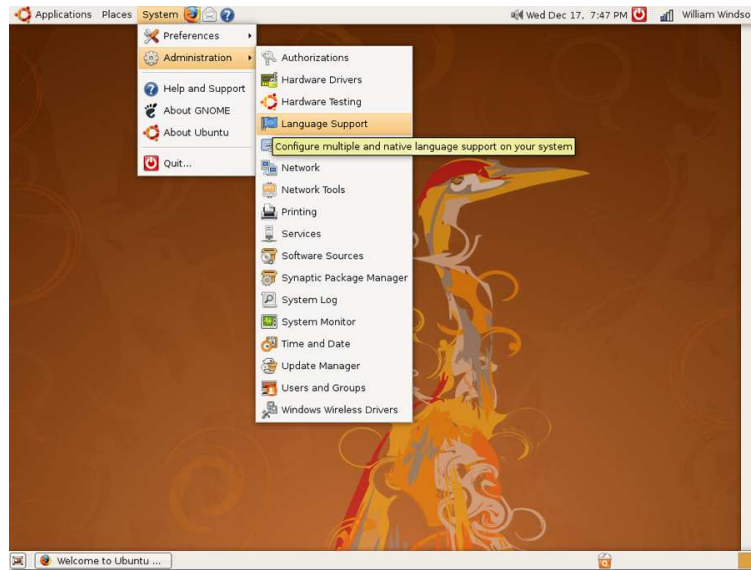 Applications Places System Wed Dec 17, 7:47 PM William Windso
Preferences
Administration
Help and Support
About GNOME
About Ubuntu
Quit...
Authorizations
Hardware Drivers
Hardware Testing
Language Support
Configure multiple and native language support on your system
Network
Network Tools
Printing
Services
Software Sources
Synaptic Package Manager
System Log
System Monitor
Time and Date
Update Manager
Users and Groups
Windows Wireless Drivers
Welcome to Ubuntu ...